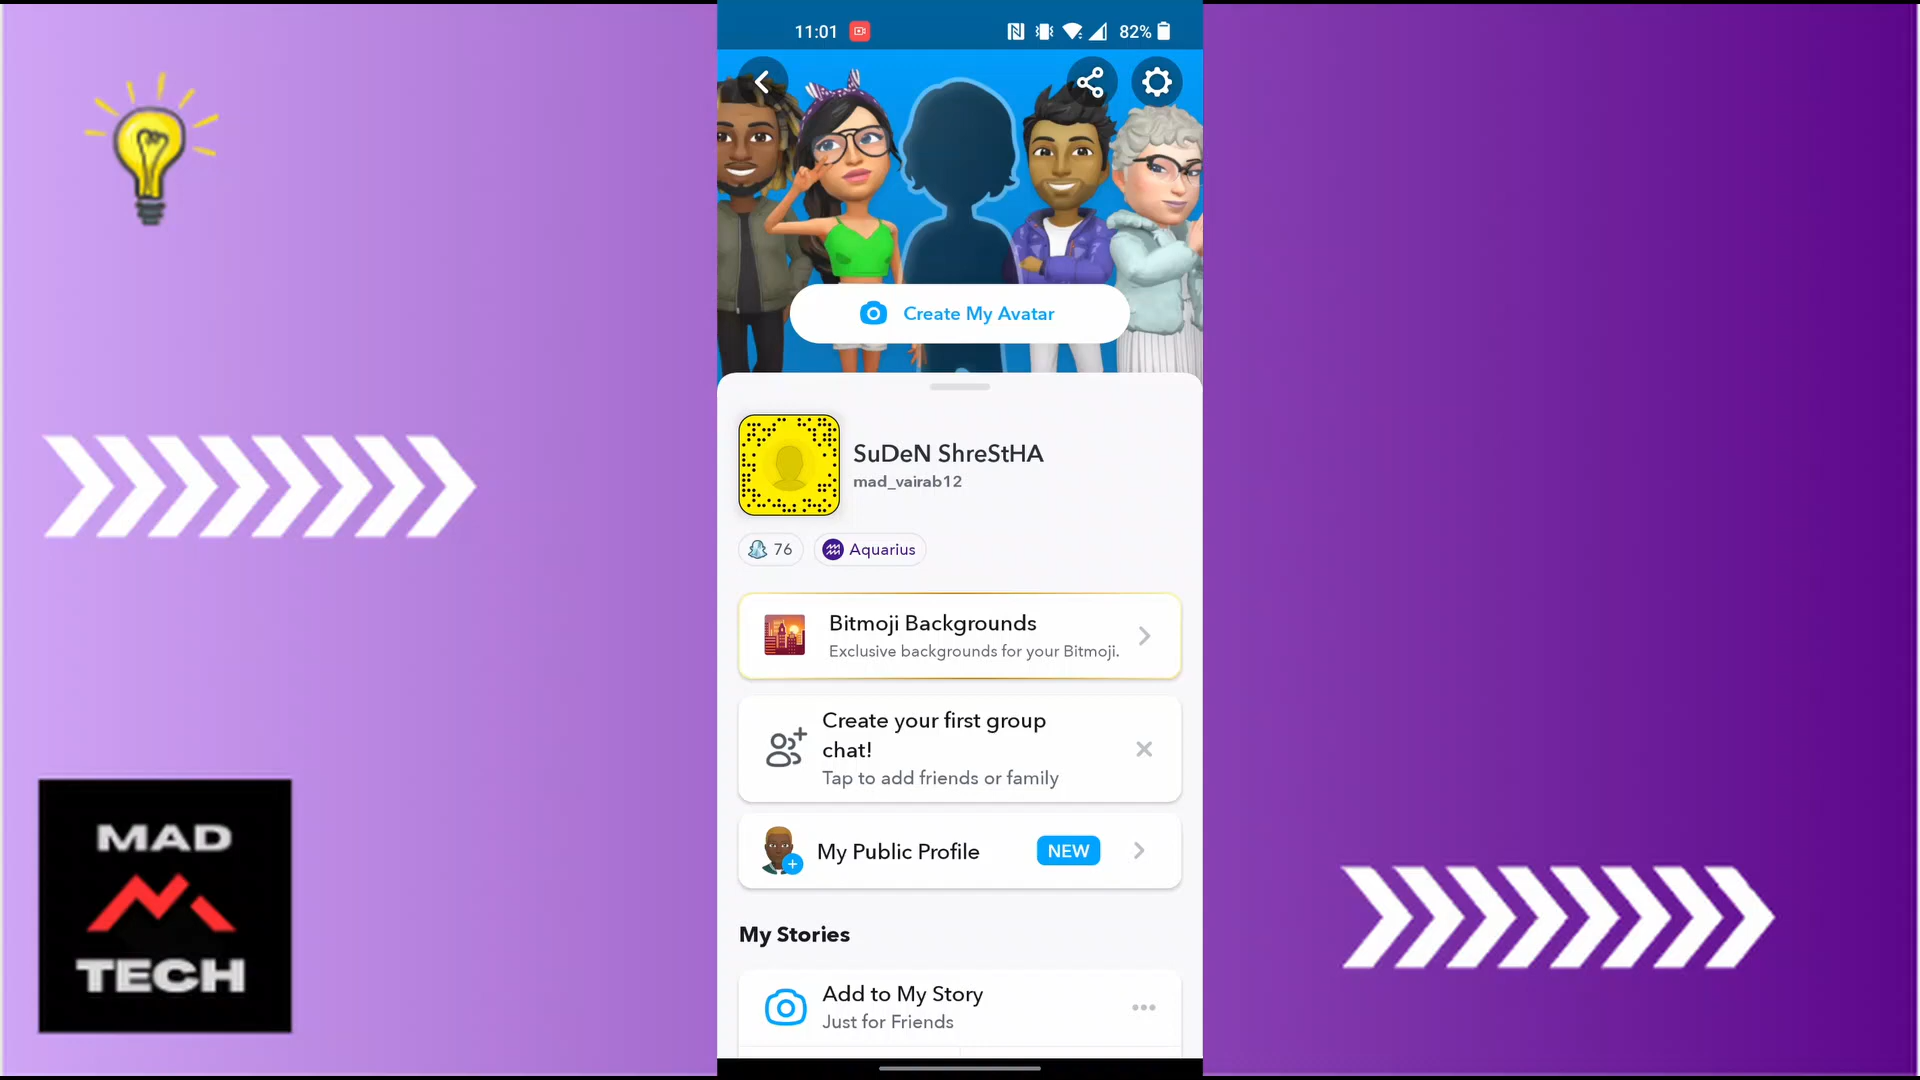 11:01
82%
Create My Avatar
SuDeN ShreStHA
mad_vairab12
76
Aquarius
Bitmoji Backgrounds
Exclusive backgrounds for your Bitmoji.
Create your first group
chat!
Tap to add friends or family
My Public Profile
NEW
My Stories
Add to My Story
Just for Friends
MAD
TECH